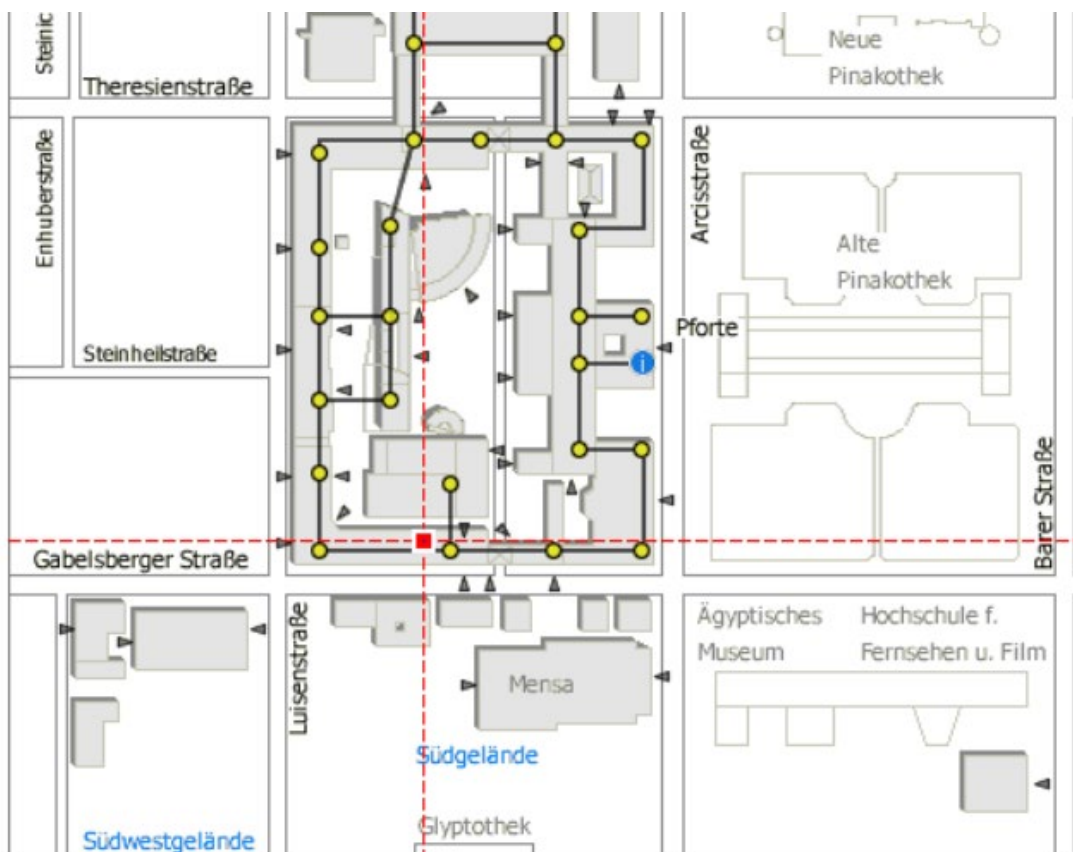 Steinic
Theresienstraße
Neue
Pinakothek
Enhuberstraße
Arcisstraße
Alte
Pinakothek
Steinheilstraße
Pforte
i
Gabelsberger Straße
Barer Straße
Luisenstraße
Ägyptisches
Museum
Hochschule f.
Fernsehen u. Film
Mensa
Südgelände
Glyptothek
Südwestgelände